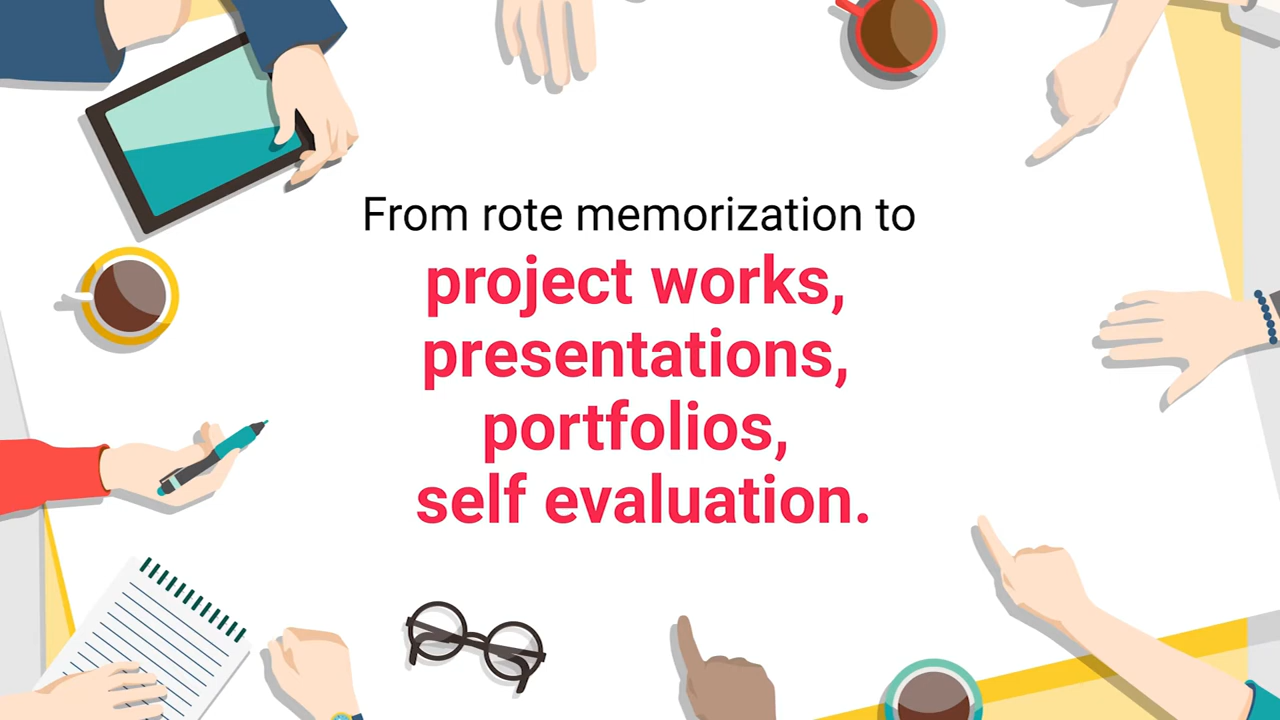 From rote memorization to
project works,
presentations,
portfolios,
self evaluation.